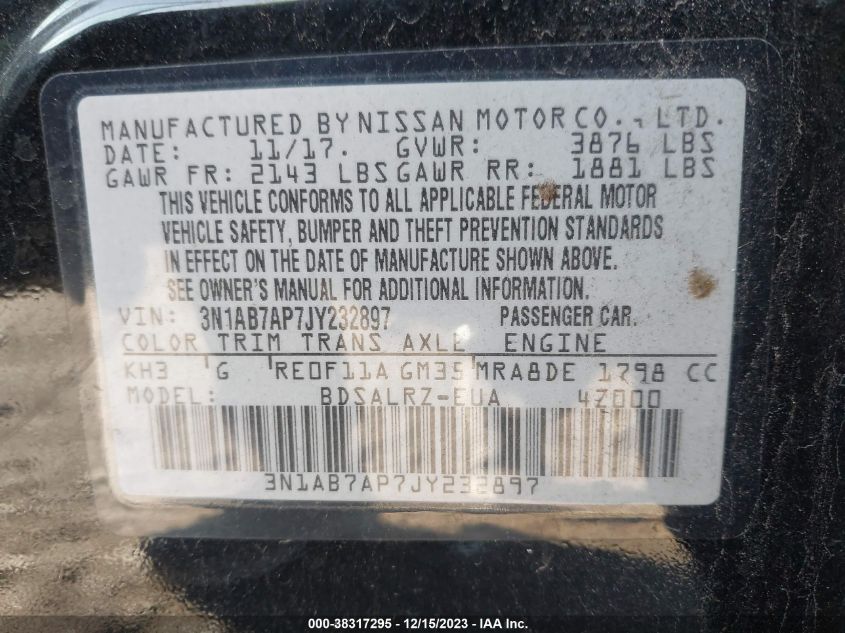 MANUFACTURED BY NISSAN MOTOR CO., LTD.
DATE: 11/17. GVWR: 3876 LBS
GAWR FR: 2143 LBS GAWR RR: 1881 LBS
THIS VEHICLE CONFORMS TO ALL APPLICABLE FEDERAL MOTOR
VEHICLE SAFETY, BUMPER AND THEFT PREVENTION STANDARDS
IN EFFECT ON THE DATE OF MANUFACTURE SHOWN ABOVE.
SEE OWNER'S MANUAL FOR ADDITIONAL INFORMATION.
VIN: 3N1AB7AP7JY232897 PASSENGER CAR.
COLOR TRIM TRANS AXLE ENGINE
KH3 G RE0F11A GM35 MRA8DE 1798 CC
MODEL: BDSALRZ-EUA 4Z000
3N1AB7AP7JY232897
000-38317295 - 12/15/2023 - IAA Inc.